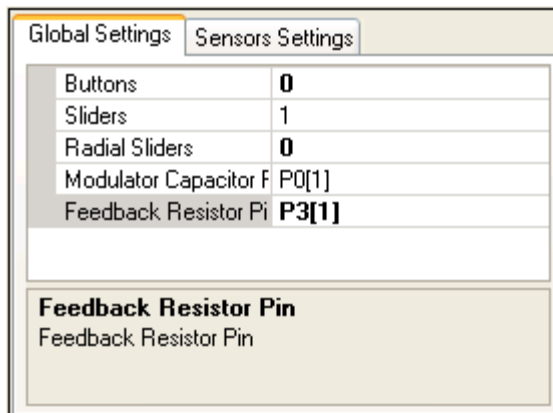 Global Settings Sensors Settings
Buttons 0
Sliders 1
Radial Sliders 0
Modulator Capacitor P P0[1]
Feedback Resistor Pi P3[1]
Feedback Resistor Pin
Feedback Resistor Pin